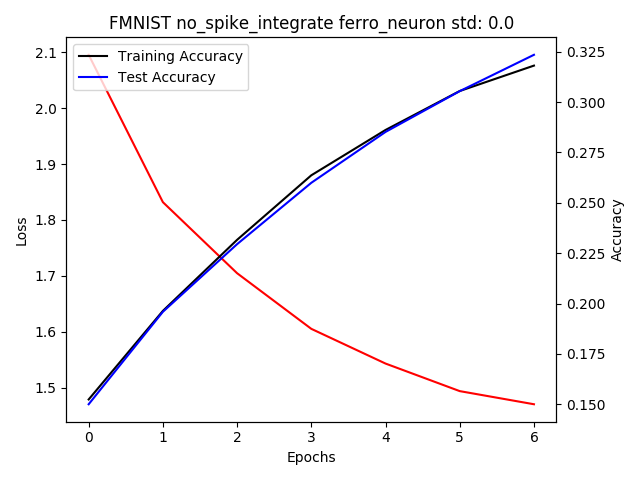 FMNIST no_spike_integrate ferro_neuron std: 0.0
Training Accuracy
Test Accuracy
2.1
2.0
1.9
1.8
1.7
1.6
1.5
Loss
0.325
0.300
0.275
0.250
0.225
0.200
0.175
0.150
Accuracy
0 1 2 3 4 5 6
Epochs